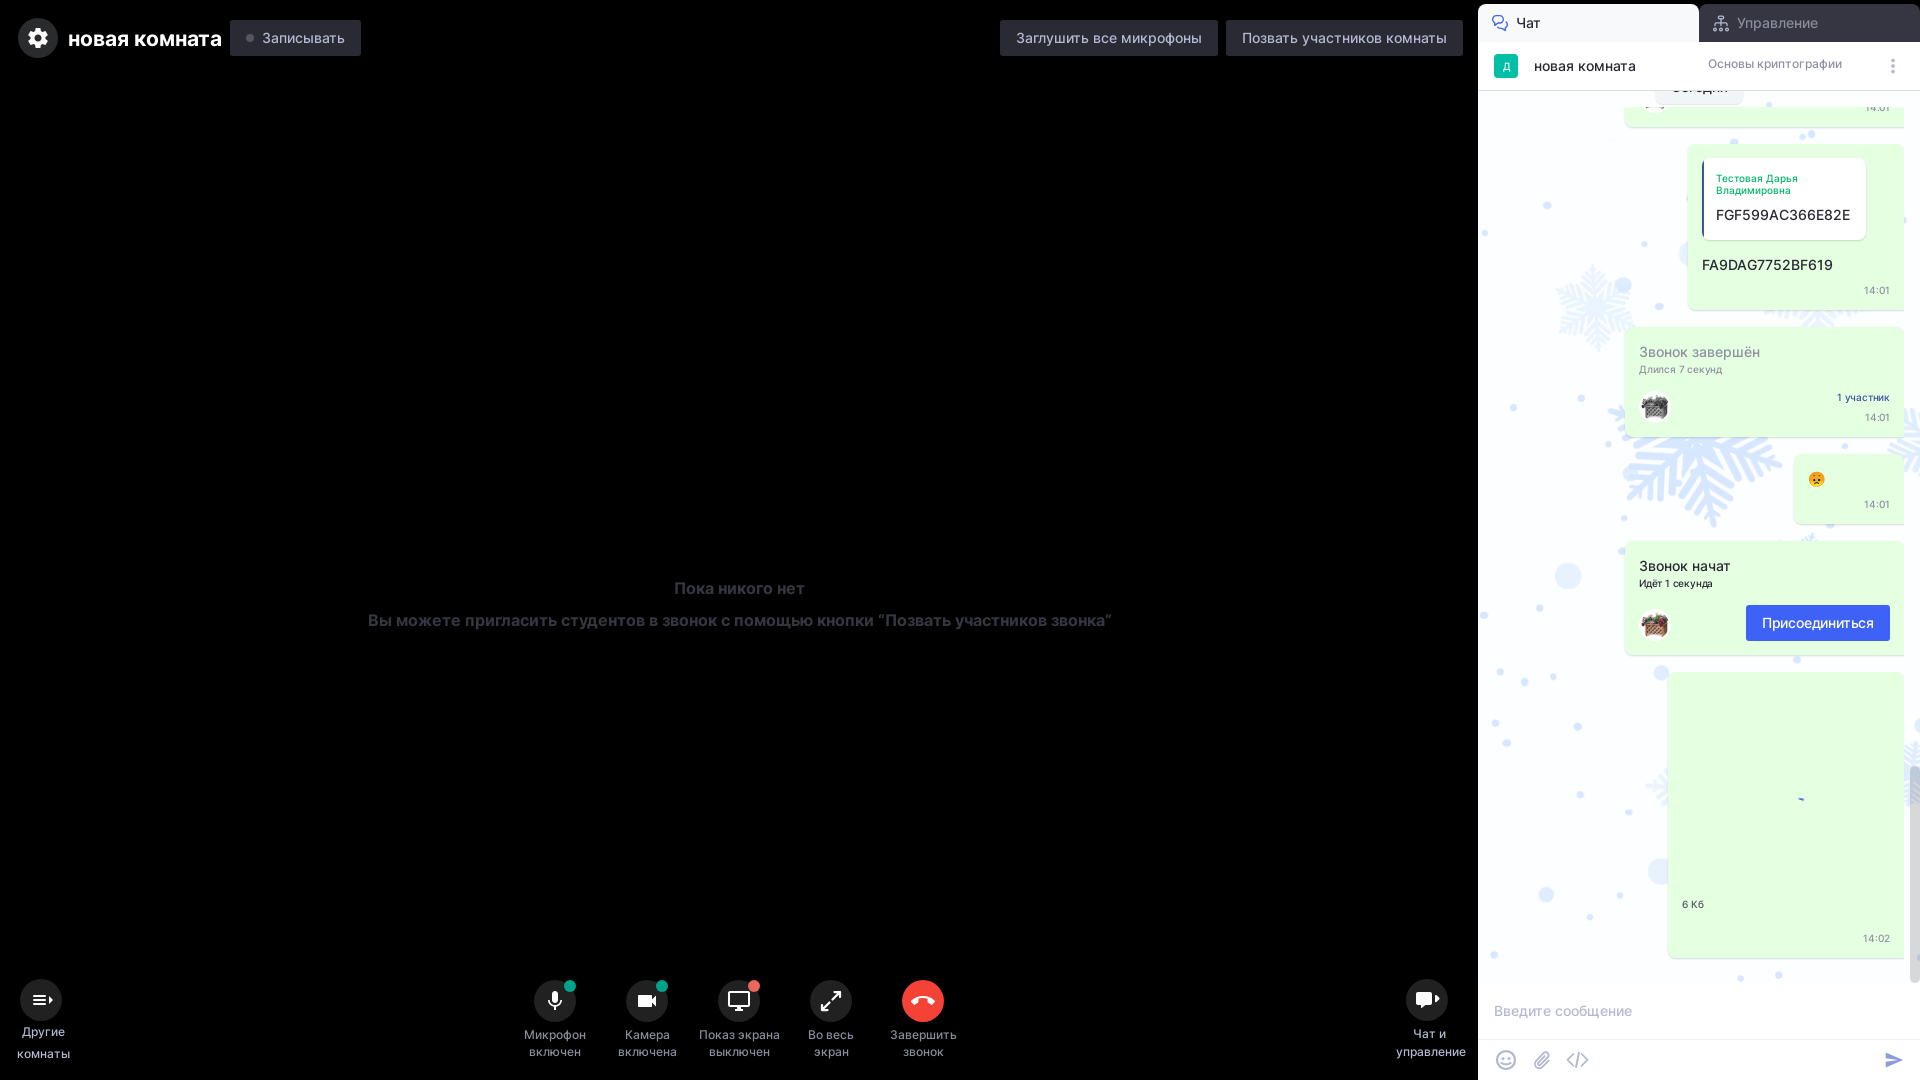 новая комната
Записывать
Заглушить все микрофоны
Позвать участников комнаты
Пока никого нет
Вы можете пригласить студентов в звонок с помощью кнопки “Позвать участников звонка”
Другие
комнаты
Микрофон
включен
Камера
включена
Показ экрана
выключен
Во весь
экран
Завершить
звонок
Чат и
управление
Чат
Управление
Д
новая комната
Основы криптографии
Сегодня
14:01
Тестовая Дарья
Владимировна
FGF599AC366E82E
FA9DAG7752BF619
14:01
Звонок завершён
Длился 7 секунд
1 участник
14:01
14:01
Звонок начат
Идёт 1 секунда
Присоединиться
6 Кб
14:02
Введите сообщение